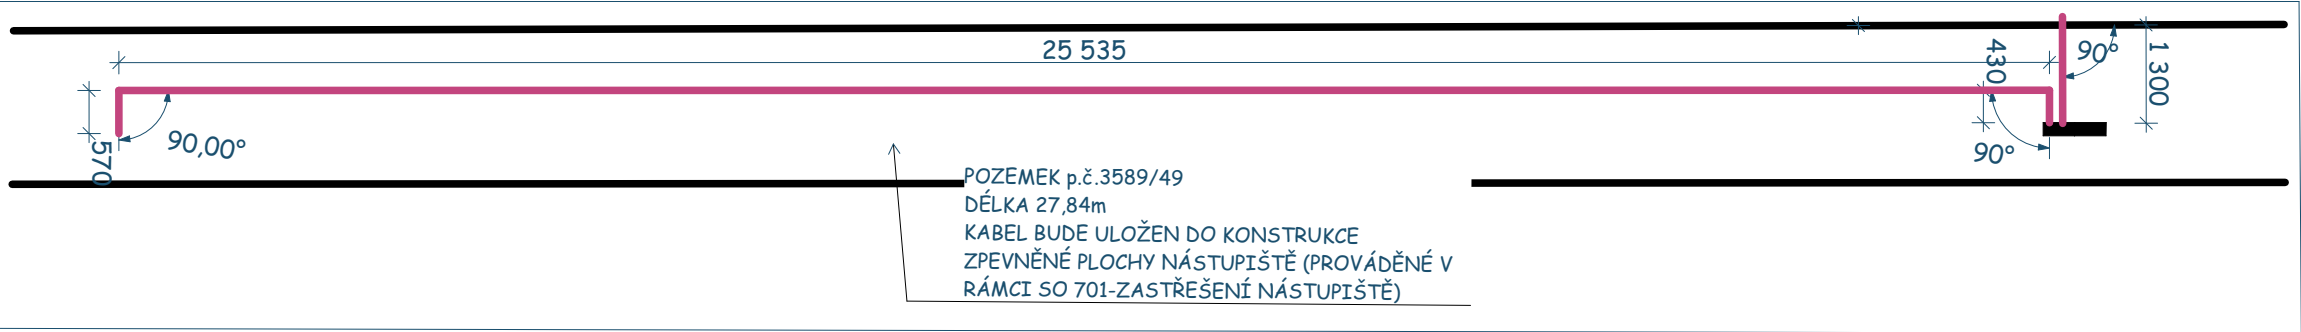 25 535
430
90°
1 300
570
90,00°
90°
POZEMEK p.č.3589/49
DÉLKA 27,84m
KABEL BUDE ULOŽEN DO KONSTRUKCE
ZPEVNĚNÉ PLOCHY NÁSTUPIŠTĚ (PROVÁDĚNÉ V
RÁMCI SO 701-ZASTŘEŠENÍ NÁSTUPIŠTĚ)